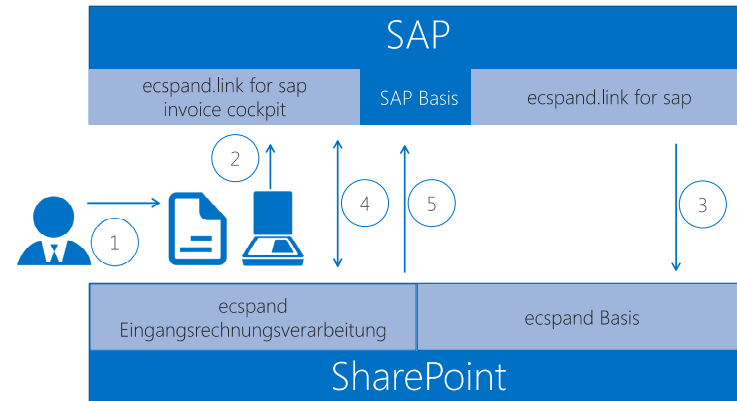 SAP
ecspand.link for sap
invoice cockpit
SAP Basis
ecspand.link for sap
2
4
5
3
1
ecspand
Eingangsrechnungsverarbeitung
ecspand Basis
SharePoint